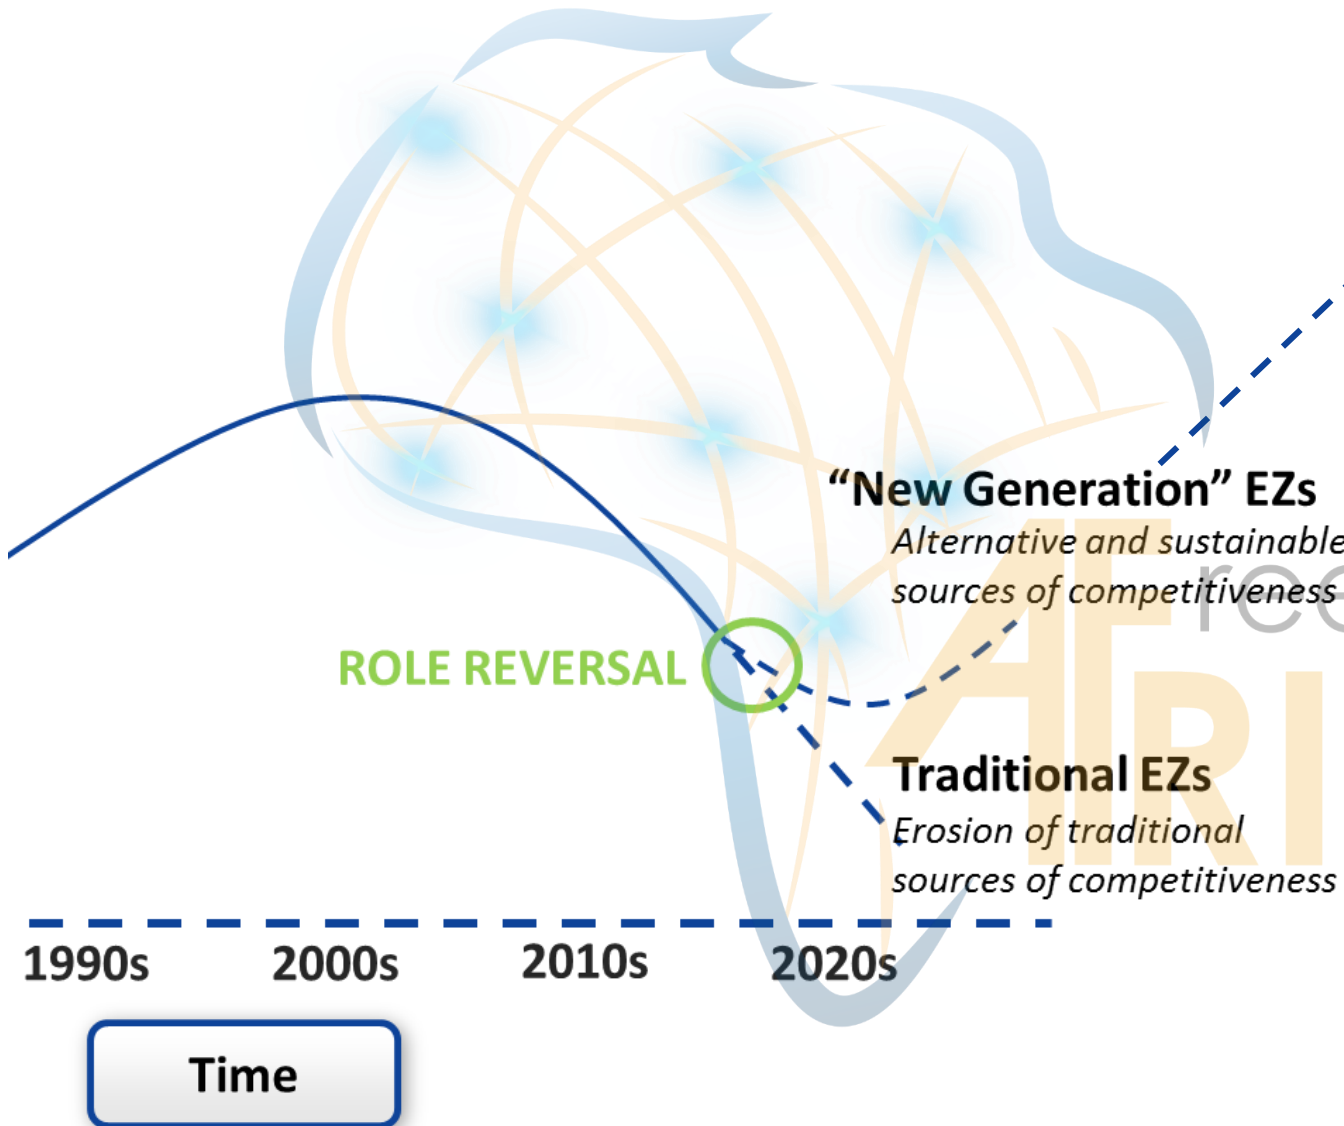 “New Generation” EZs
Alternative and sustainable
sources of competitiveness
ROLE REVERSAL
Traditional EZs
Erosion of traditional
sources of competitiveness
1990s 2000s 2010s 2020s
Time